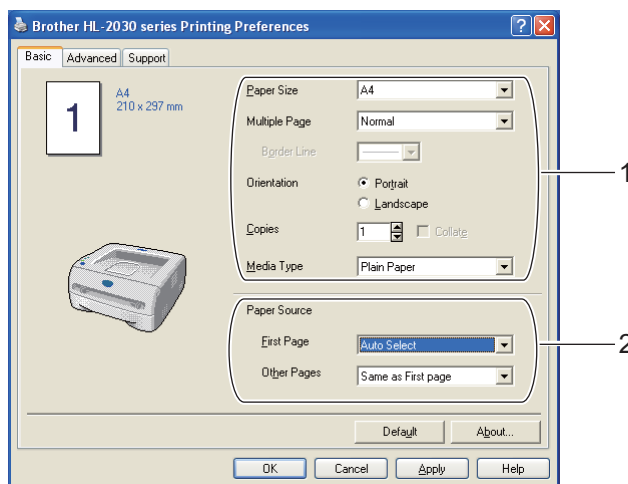 Brother HL-2030 series Printing Preferences
Basic Advanced Support
1
A4
210 x 297 mm
Paper Size A4
Multiple Page Normal
Border Line
Orientation Portrait
Landscape
Copies 1 Collate
Media Type Plain Paper
1
Paper Source
First Page Auto Select
Other Pages Same as First page
2
Default About...
OK Cancel Apply Help